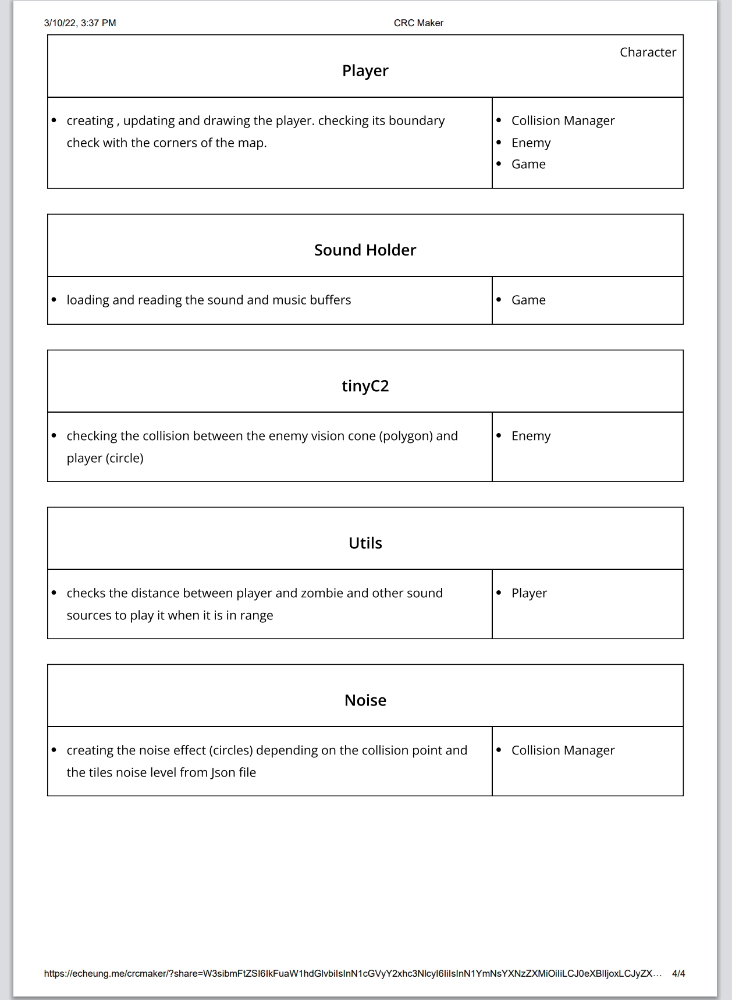 3/10/22, 3:37 PM
CRC Maker
Character
Player
• creating , updating and drawing the player. checking its boundary
check with the corners of the map.
• Collision Manager
• Enemy
• Game
Sound Holder
• loading and reading the sound and music buffers
• Game
tinyC2
• checking the collision between the enemy vision cone (polygon) and
player (circle)
• Enemy
Utils
• checks the distance between player and zombie and other sound
sources to play it when it is in range
• Player
Noise
• creating the noise effect (circles) depending on the collision point and
the tiles noise level from Json file
• Collision Manager
https://echeung.me/crcmaker/?share=W3sibmFtZSI6IkFuaW1hdGlvbiIsInN1cGVyY2xhc3NlcyI6IiIsInN1YmNsYXNzZXMiOiIiLCJ0eXBlIjoxLCJyZX…
4/4